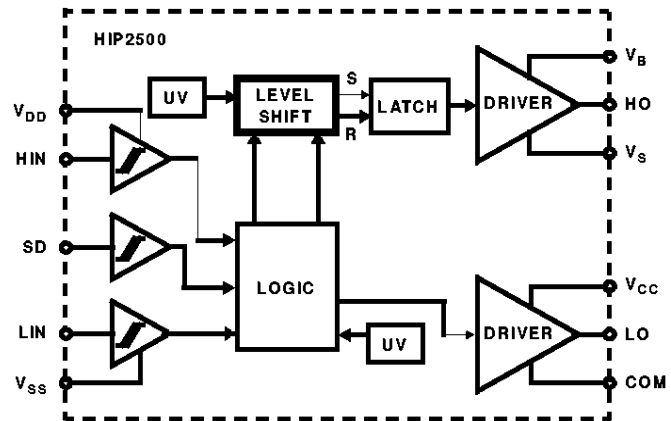 HIP2500
V_B
UV
LEVEL
SHIFT
S
R
LATCH
DRIVER
HO
V_DD
HIN
V_S
SD
LOGIC
V_CC
LIN
UV
DRIVER
LO
V_SS
COM